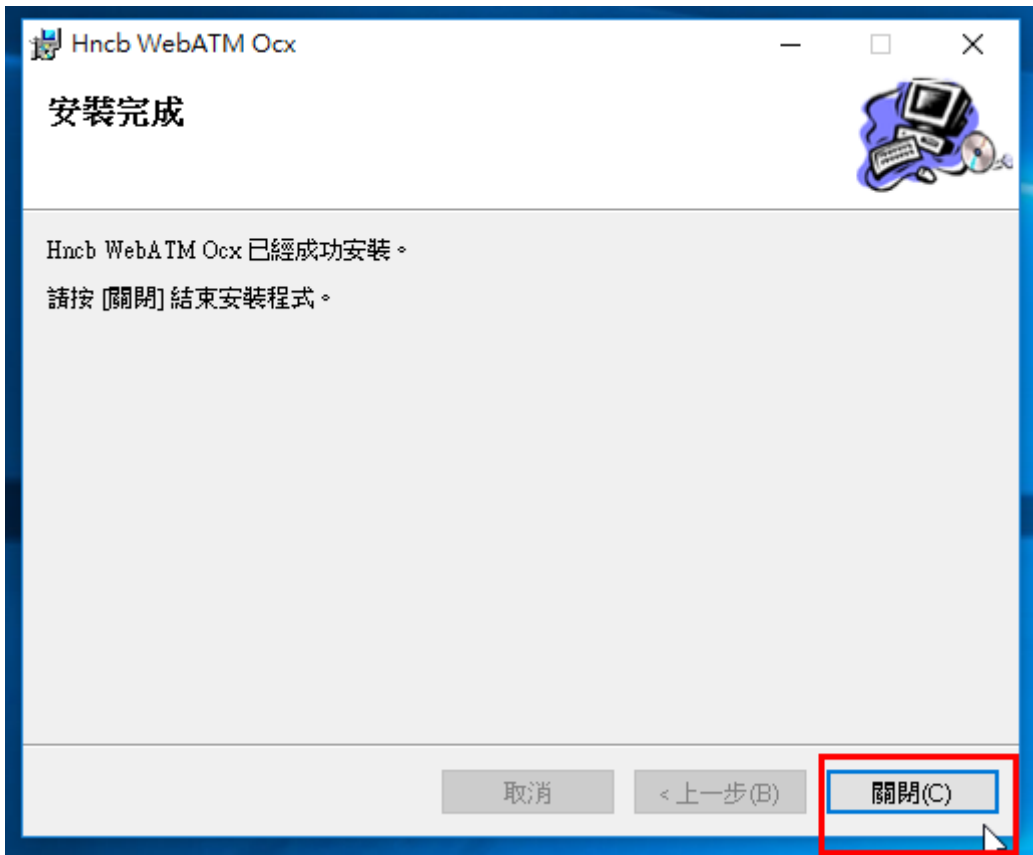 Hncb WebATM Ocx
安裝完成
Hncb WebATM Ocx 已經成功安裝。
請按 [關閉] 結束安裝程式。
取消
< 上一步(B)
關閉(C)